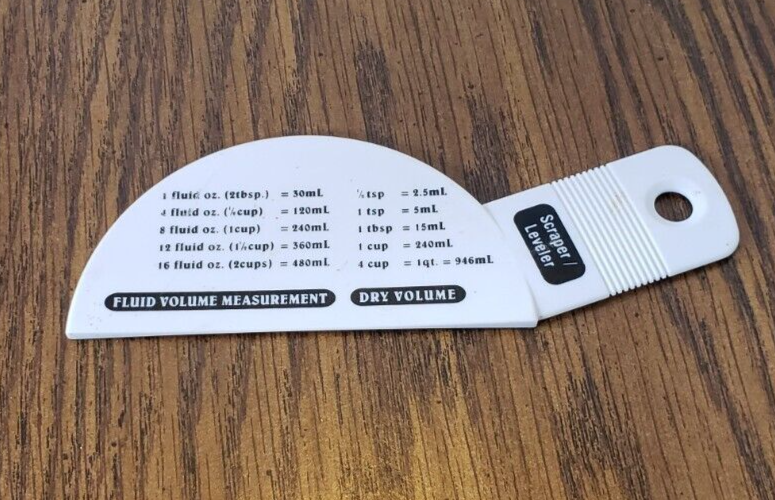 1 fluid oz. (2tbsp.) = 30mL
4 fluid oz. (½cup) = 120mL
8 fluid oz. (1cup) = 240mL
12 fluid oz. (1½cup) = 360mL
16 fluid oz. (2cups) = 480mL
FLUID VOLUME MEASUREMENT
½tsp = 2.5mL
1 tsp = 5mL
1 tbsp = 15mL
1 cup = 240mL
4 cup = 1qt. = 946mL
DRY VOLUME
Scraper /
Leveler